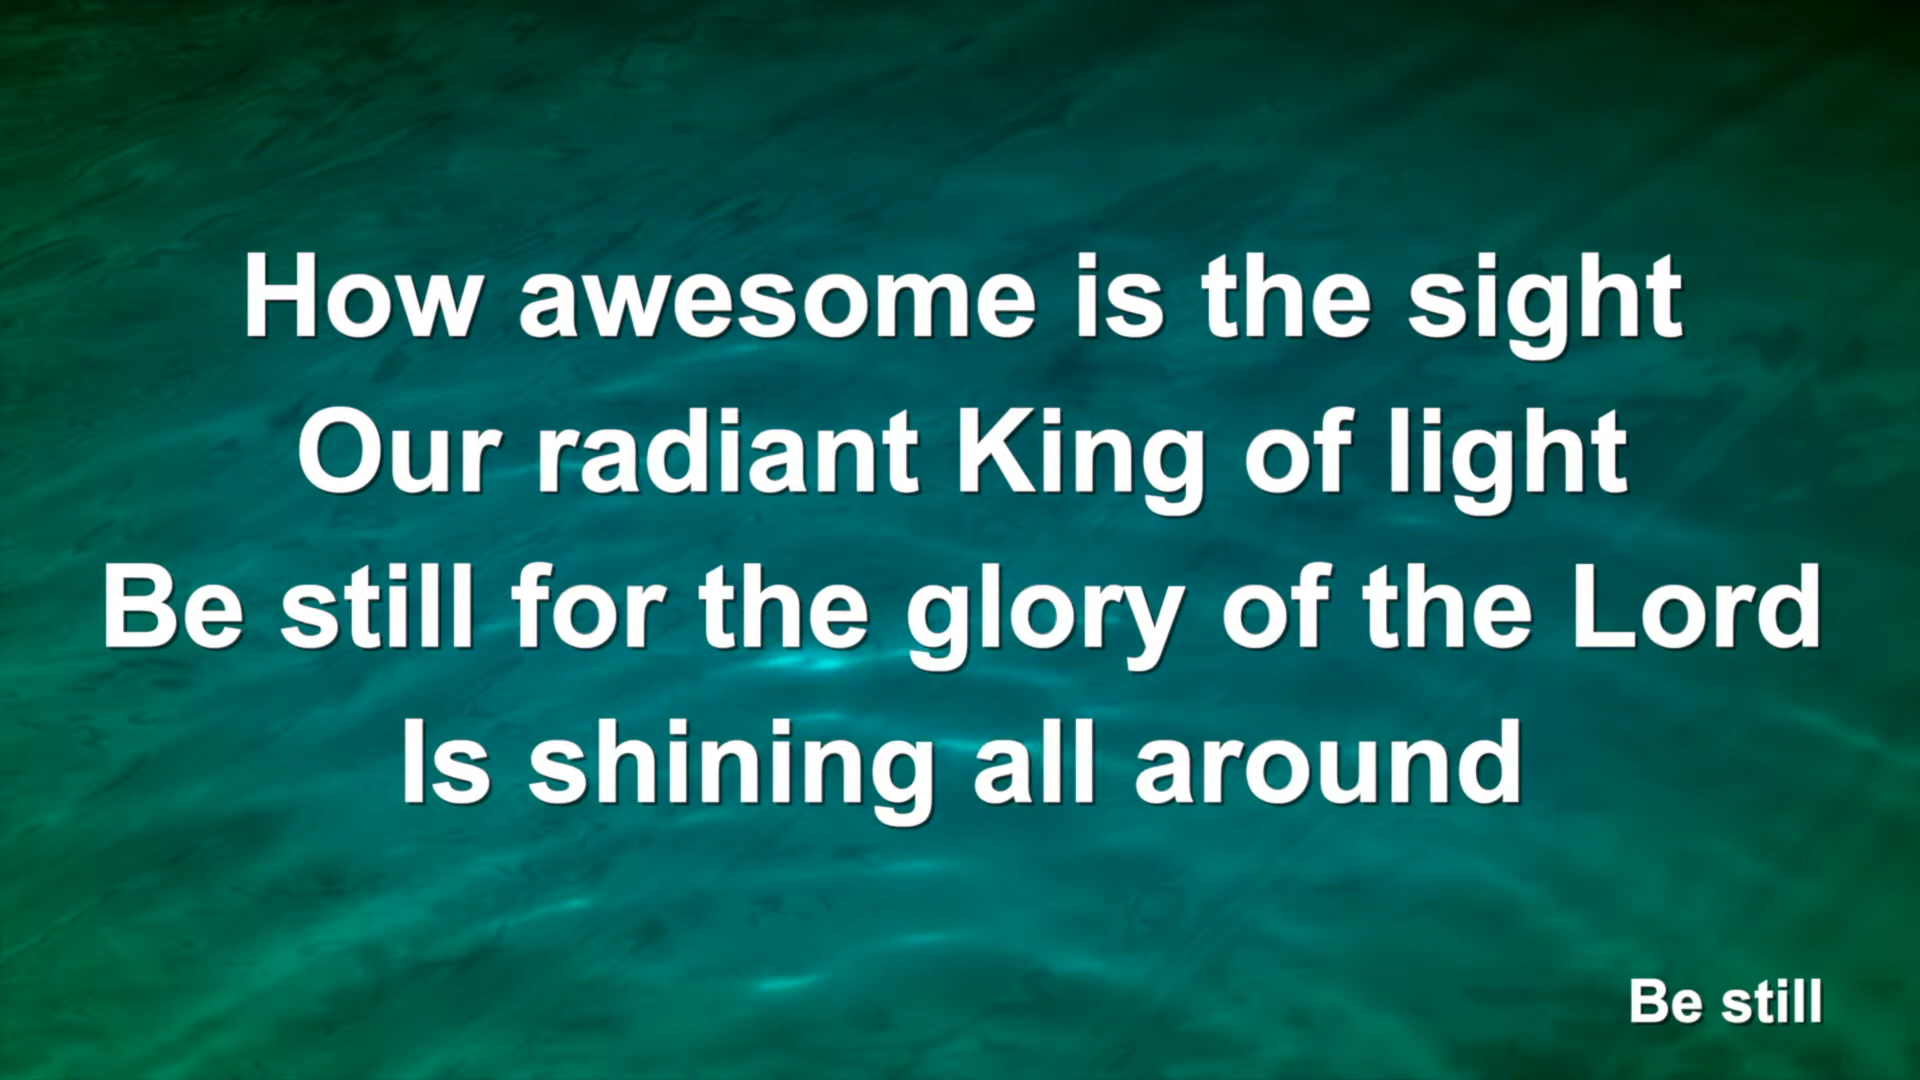 How awesome is the sight
Our radiant King of light
Be still for the glory of the Lord
Is shining all around
Be still